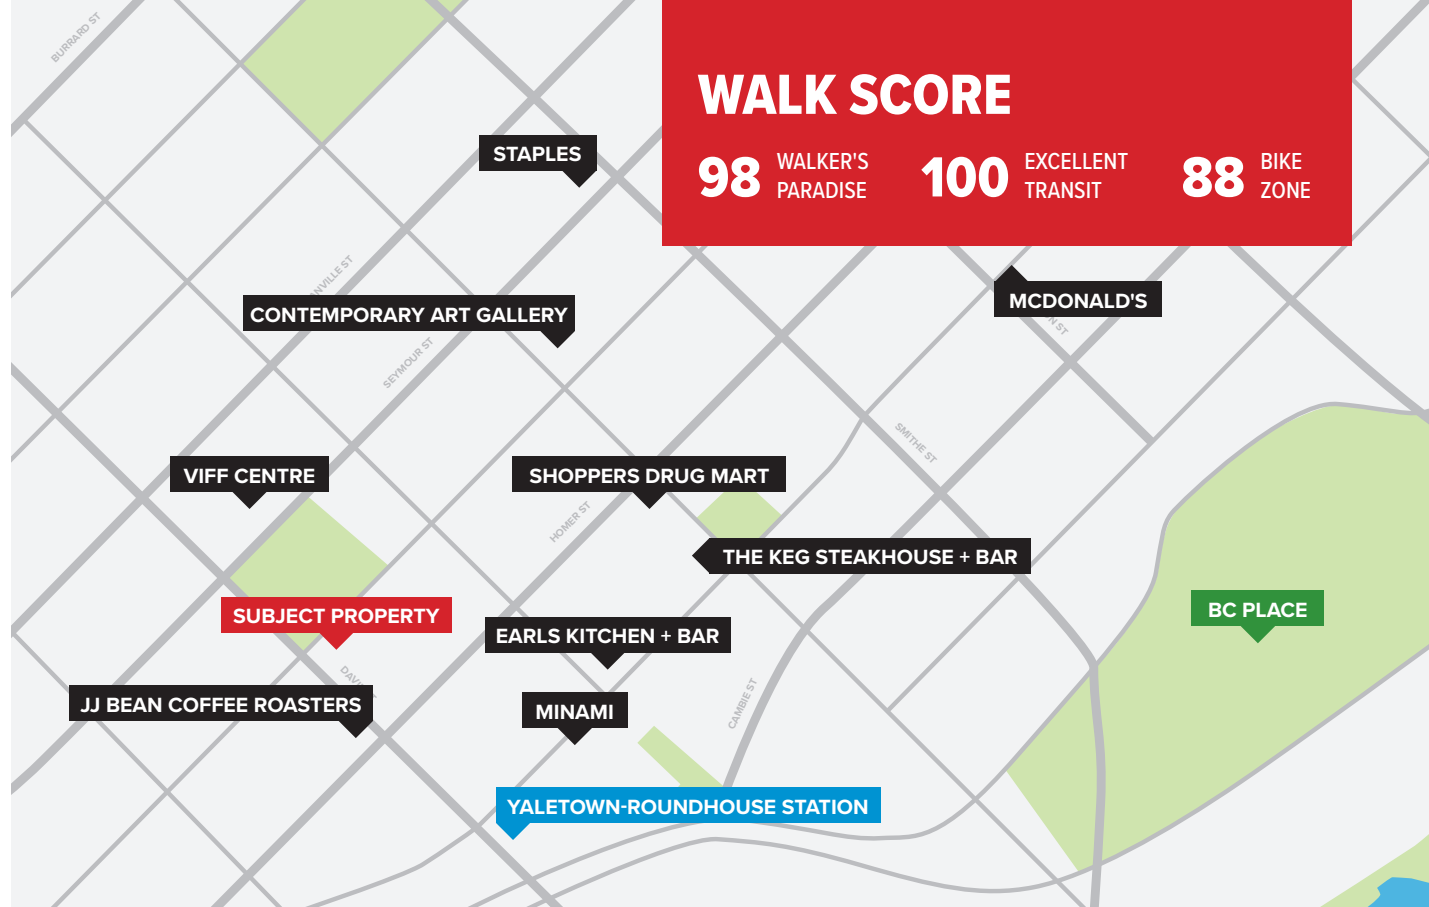 BURRARD ST
WALK SCORE
98 WALKER'S PARADISE
100 EXCELLENT TRANSIT
88 BIKE ZONE
STAPLES
MCDONALD'S
CONTEMPORARY ART GALLERY
SEYMOUR ST
SMITHE ST
VIFF CENTRE
SHOPPERS DRUG MART
HOMER ST
THE KEG STEAKHOUSE + BAR
SUBJECT PROPERTY
BC PLACE
EARLS KITCHEN + BAR
JJ BEAN COFFEE ROASTERS
MINAMI
CAMBIE ST
YALETOWN-ROUNDHOUSE STATION